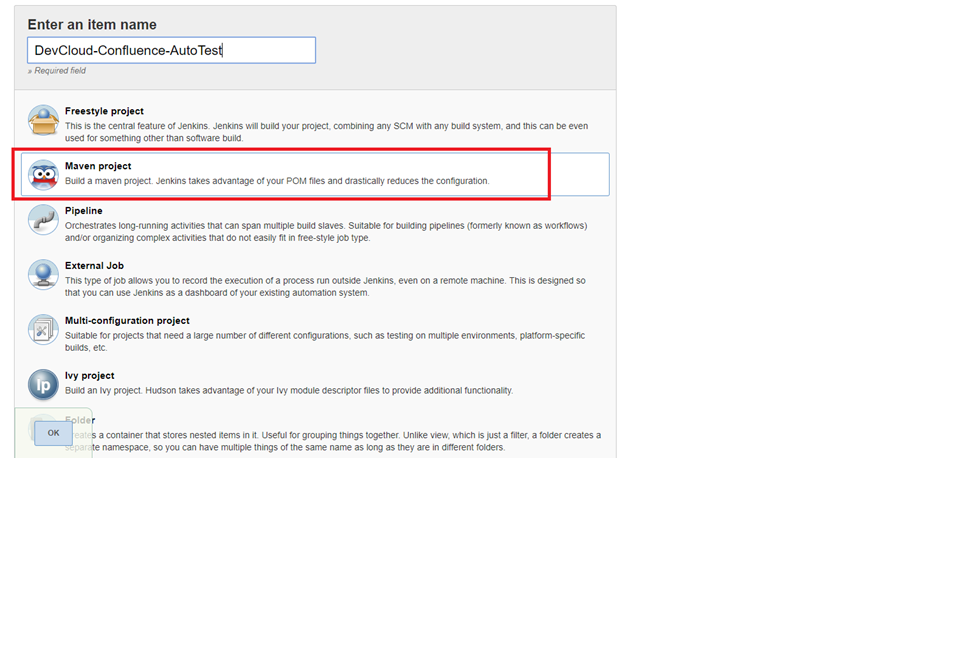 Enter an item name
DevCloud-Confluence-AutoTest
» Required field
Freestyle project
This is the central feature of Jenkins. Jenkins will build your project, combining any SCM with any build system, and this can be even
used for something other than software build.
Maven project
Build a maven project. Jenkins takes advantage of your POM files and drastically reduces the configuration.
Pipeline
Orchestrates long-running activities that can span multiple build slaves. Suitable for building pipelines (formerly known as workflows)
and/or organizing complex activities that do not easily fit in free-style job type.
External Job
This type of job allows you to record the execution of a process run outside Jenkins, even on a remote machine. This is designed so
that you can use Jenkins as a dashboard of your existing automation system.
Multi-configuration project
Suitable for projects that need a large number of different configurations, such as testing on multiple environments, platform-specific
builds, etc.
Ip
Ivy project
Build an Ivy project. Hudson takes advantage of your Ivy module descriptor files to provide additional functionality.
Folder
Creates a container that stores nested items in it. Useful for grouping things together. Unlike view, which is just a filter, a folder creates a
separate namespace, so you can have multiple things of the same name as long as they are in different folders.
OK